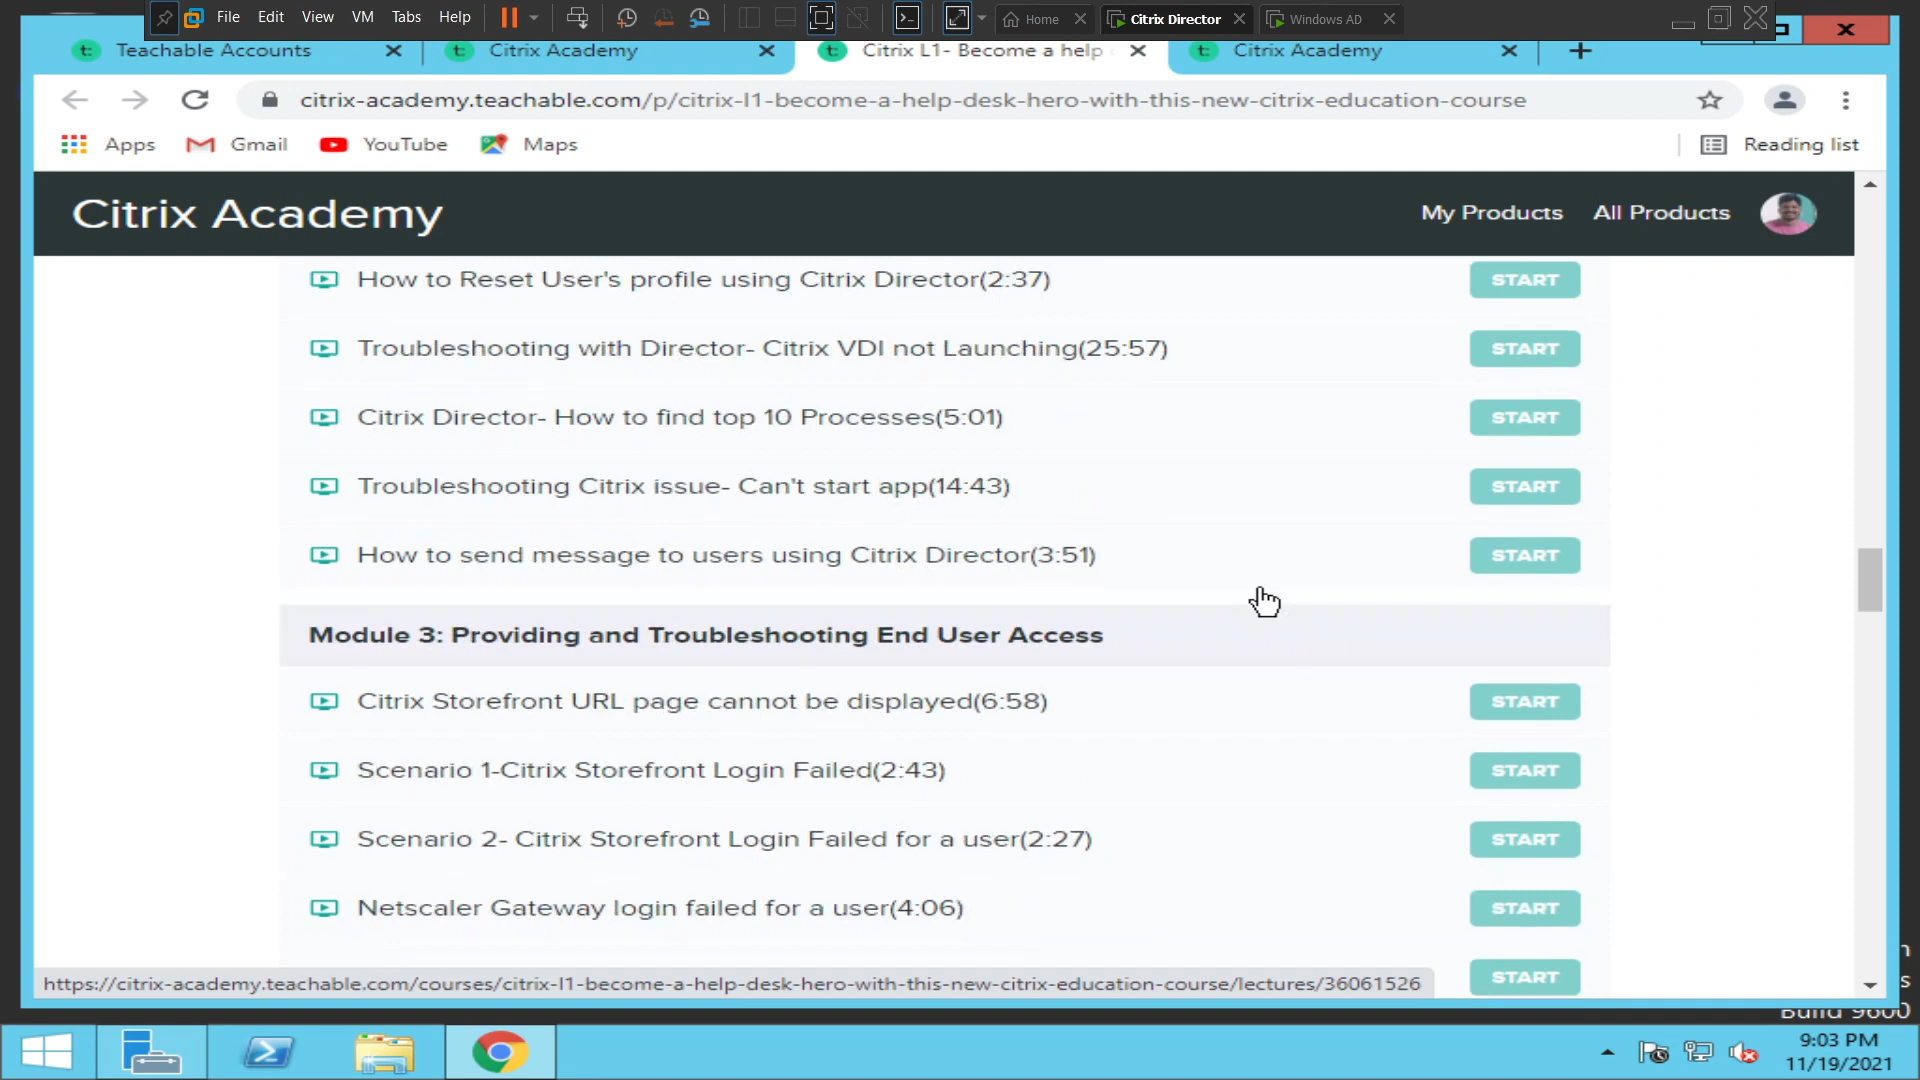 File Edit View VM Tabs Help Home Citrix Director Windows AD
Teachable Accounts Citrix Academy Citrix L1- Become a help Citrix Academy
citrix-academy.teachable.com/p/citrix-l1-become-a-help-desk-hero-with-this-new-citrix-education-course
Apps Gmail YouTube Maps Reading list
Citrix Academy My Products All Products
How to Reset User's profile using Citrix Director(2:37) START
Troubleshooting with Director- Citrix VDI not Launching(25:57) START
Citrix Director- How to find top 10 Processes(5:01) START
Troubleshooting Citrix issue- Can't start app(14:43) START
How to send message to users using Citrix Director(3:51) START
Module 3: Providing and Troubleshooting End User Access
Citrix Storefront URL page cannot be displayed(6:58) START
Scenario 1-Citrix Storefront Login Failed(2:43) START
Scenario 2- Citrix Storefront Login Failed for a user(2:27) START
Netscaler Gateway login failed for a user(4:06) START
START
https://citrix-academy.teachable.com/courses/citrix-l1-become-a-help-desk-hero-with-this-new-citrix-education-course/lectures/36061526
Build 9600
9:03 PM
11/19/2021